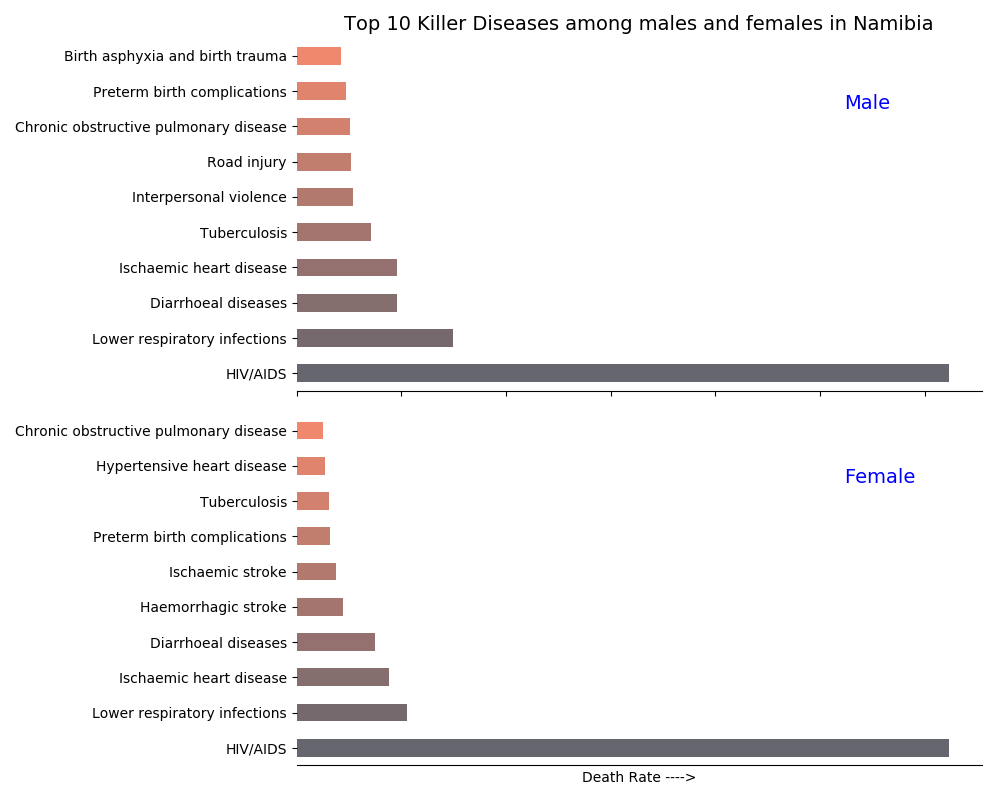 Top 10 Killer Diseases among males and females in Namibia
Birth asphyxia and birth trauma
Preterm birth complications
Male
Chronic obstructive pulmonary disease
Road injury
Interpersonal violence
Tuberculosis
Ischaemic heart disease
Diarrhoeal diseases
Lower respiratory infections
HIV/AIDS
Chronic obstructive pulmonary disease
Hypertensive heart disease
Female
Tuberculosis
Preterm birth complications
Ischaemic stroke
Haemorrhagic stroke
Diarrhoeal diseases
Ischaemic heart disease
Lower respiratory infections
HIV/AIDS
Death Rate ---->